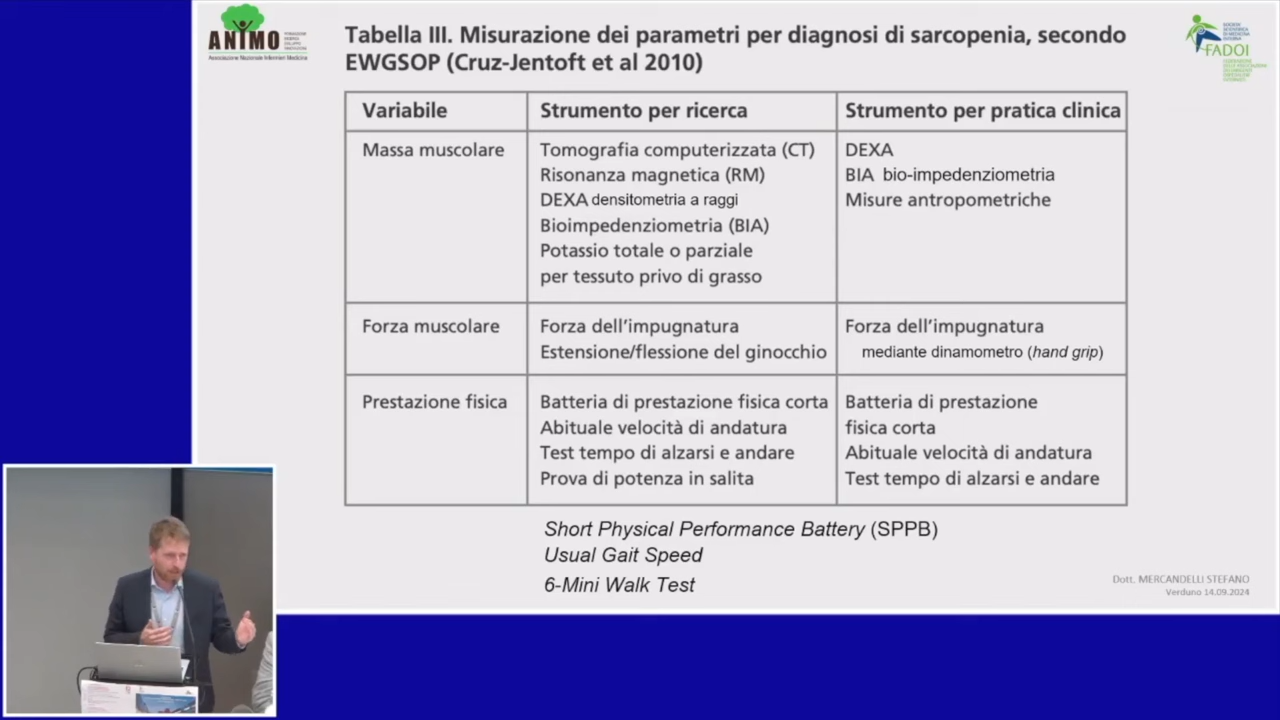 ANIMO
Associazione Nazionale Infermieri Medicina
FADOI
Tabella III. Misurazione dei parametri per diagnosi di sarcopenia, secondo
EWGSOP (Cruz-Jentoft et al 2010)
Variabile
Strumento per ricerca
Strumento per pratica clinica
Massa muscolare
Tomografia computerizzata (CT)
Risonanza magnetica (RM)
DEXA densitometria a raggi
Bioimpedenziometria (BIA)
Potassio totale o parziale
per tessuto privo di grasso
DEXA
BIA bio-impedenziometria
Misure antropometriche
Forza muscolare
Forza dell'impugnatura
Estensione/flessione del ginocchio
Forza dell'impugnatura
mediante dinamometro (hand grip)
Prestazione fisica
Batteria di prestazione fisica corta
Abituale velocità di andatura
Test tempo di alzarsi e andare
Prova di potenza in salita
Batteria di prestazione
fisica corta
Abituale velocità di andatura
Test tempo di alzarsi e andare
Short Physical Performance Battery (SPPB)
Usual Gait Speed
6-Mini Walk Test
Dott. MERCANDELLI STEFANO
Verduno 14.09.2024